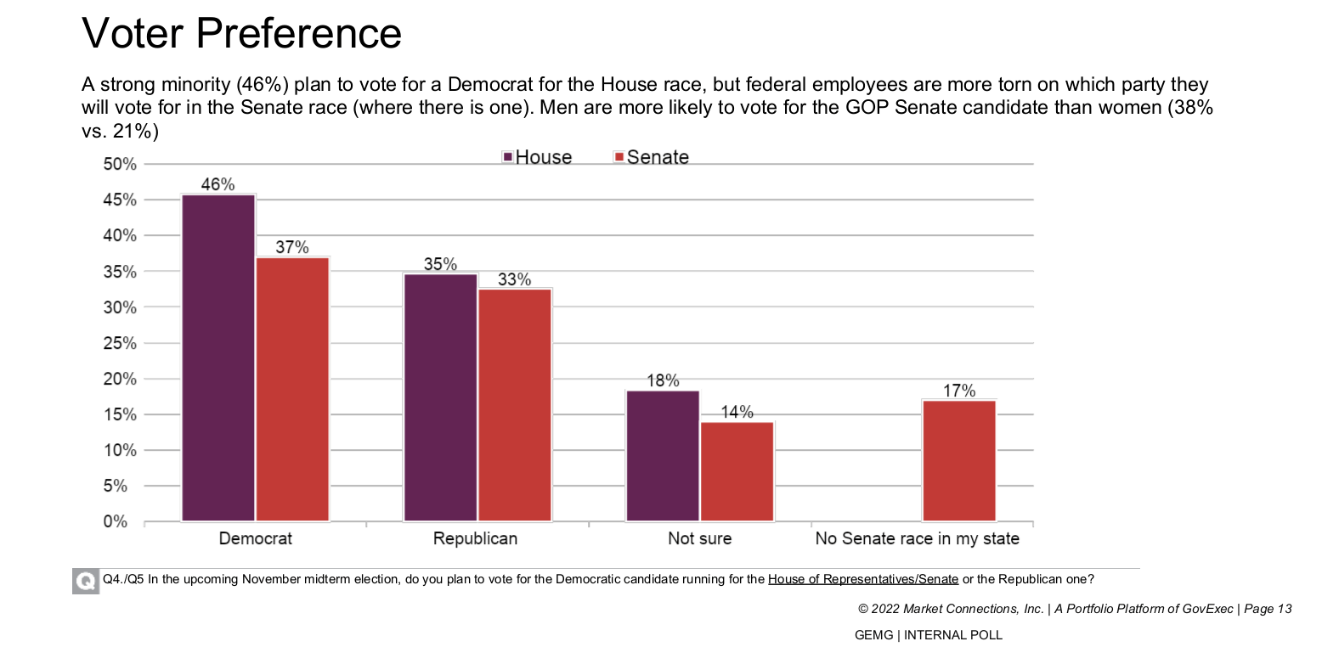 Voter Preference
A strong minority (46%) plan to vote for a Democrat for the House race, but federal employees are more torn on which party they
will vote for in the Senate race (where there is one). Men are more likely to vote for the GOP Senate candidate than women (38%
vs. 21%)
House Senate
50%
45%
40%
35%
30%
25%
20%
15%
10%
5%
0%
46%
37%
35%
33%
18%
14%
17%
Democrat Republican Not sure No Senate race in my state
Q Q4./Q5 In the upcoming November midterm election, do you plan to vote for the Democratic candidate running for the House of Representatives/Senate or the Republican one?
© 2022 Market Connections, Inc. | A Portfolio Platform of GovExec | Page 13
GEMG | INTERNAL POLL